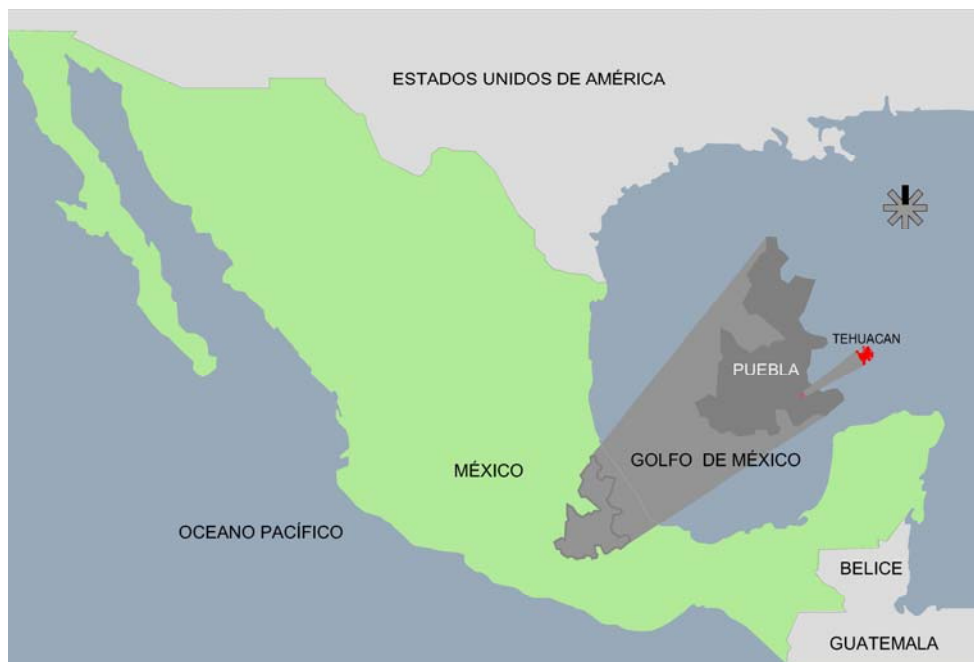 ESTADOS UNIDOS DE AMÉRICA
TEHUACAN
PUEBLA
GOLFO DE MÉXICO
MÉXICO
OCEANO PACÍFICO
BELICE
GUATEMALA